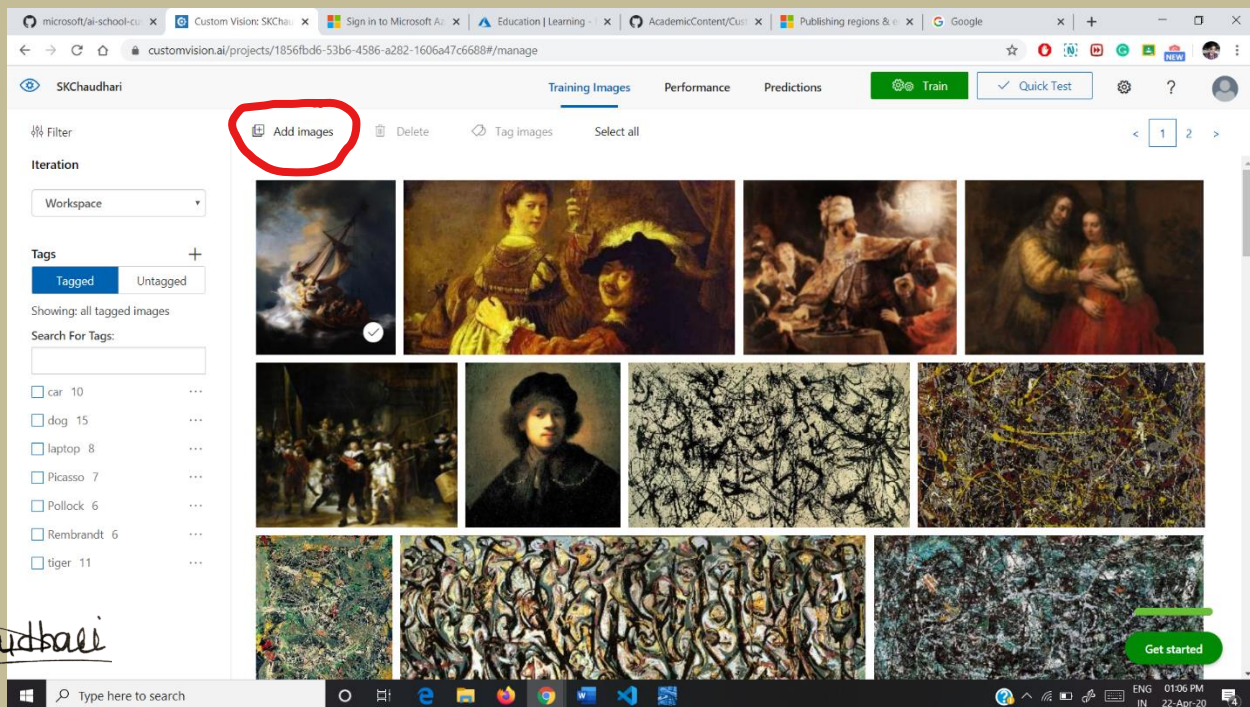 microsoft/ai-school-cu
Custom Vision: SKChau
Sign in to Microsoft Az
Education | Learning -
AcademicContent/Cust
Publishing regions & e
Google
customvision.ai/projects/1856fbd6-53b6-4586-a282-1606a47c6688#/manage
NEW
SKChaudhari
Training Images
Performance
Predictions
Train
Quick Test
?
Filter
Add images
Delete
Tag images
Select all
< 1 2 >
Iteration
Workspace
Tags
Tagged
Untagged
Showing: all tagged images
Search For Tags:
car 10
dog 15
laptop 8
Picasso 7
Pollock 6
Rembrandt 6
tiger 11
Get started
Type here to search
ENG
IN
01:06 PM
22-Apr-20
4